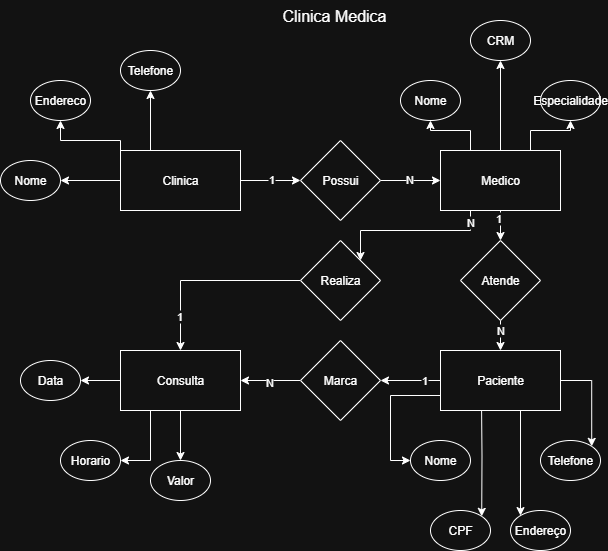 Clinica Medica
CRM
Telefone
Endereco
Nome
Especialidade
Nome
Clinica
1
Possui
N
Medico
N
1
Realiza
Atende
1
N
Data
Consulta
N
Marca
1
Paciente
Horario
Valor
Nome
Telefone
CPF
Endereço